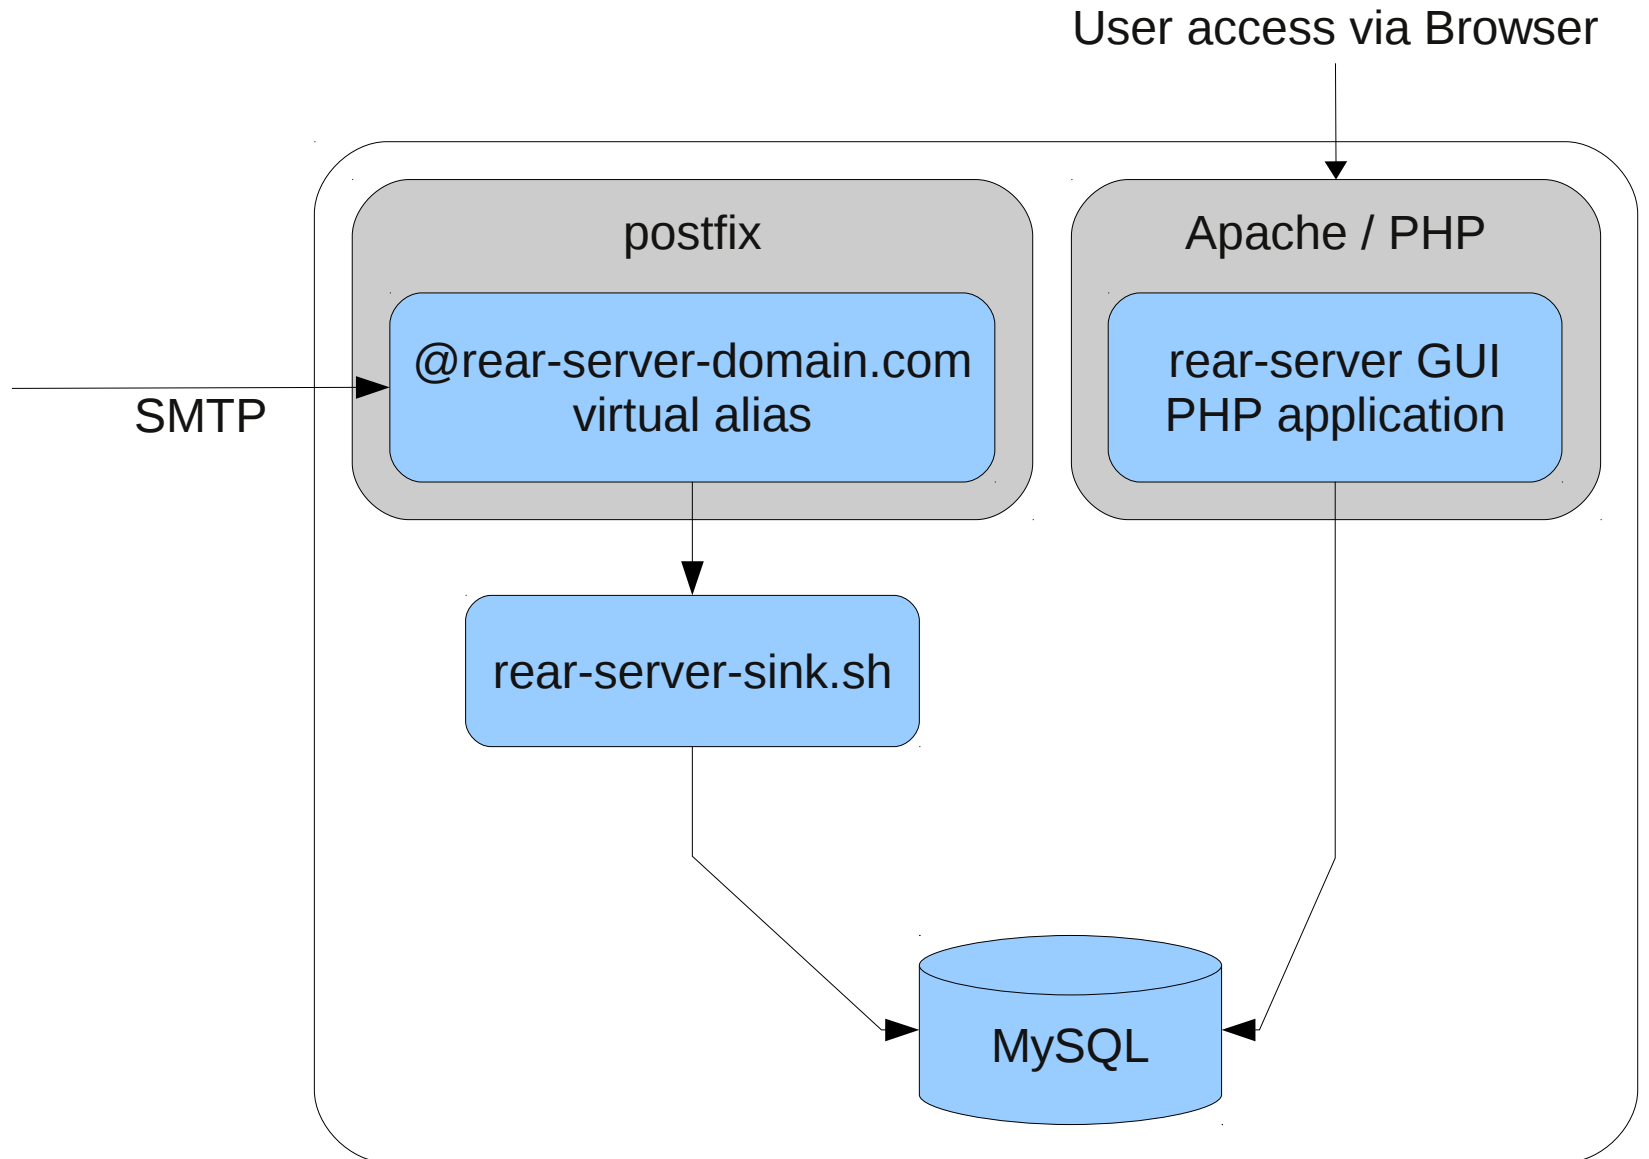 User access via Browser
postfix
Apache / PHP
@rear-server-domain.com
virtual alias
rear-server GUI
PHP application
SMTP
rear-server-sink.sh
MySQL